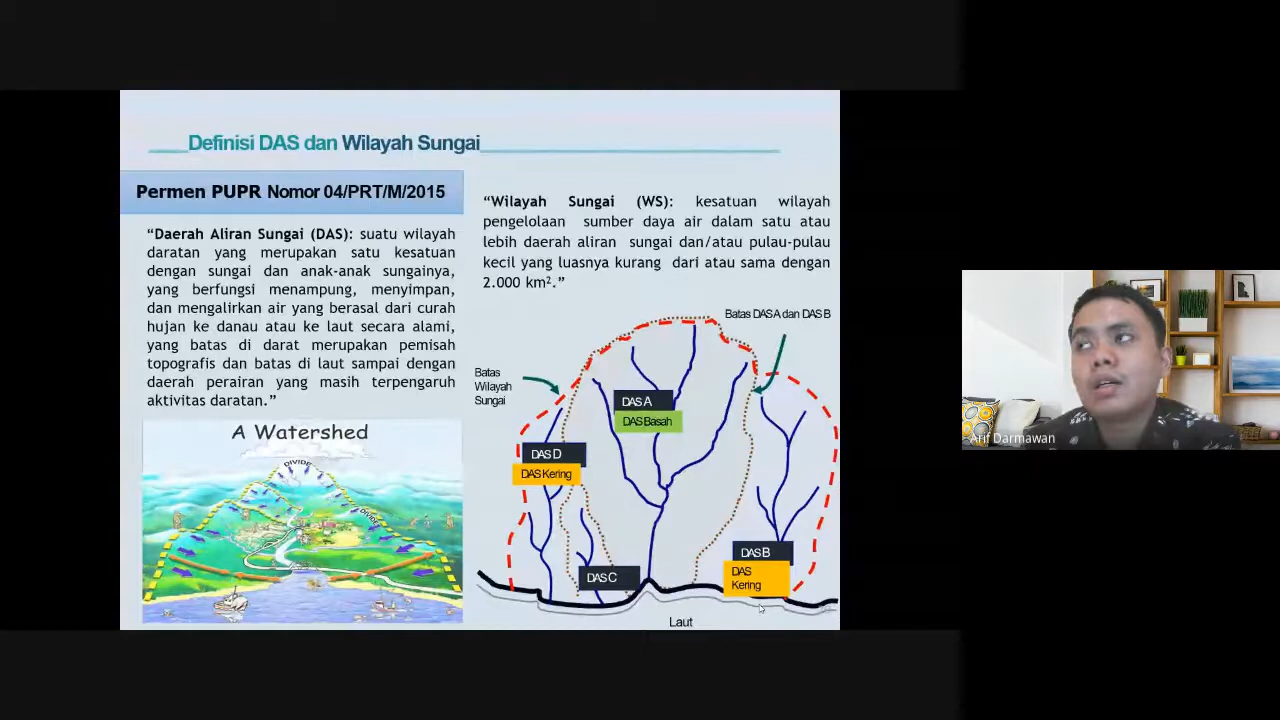 Definisi DAS dan Wilayah Sungai
Permen PUPR Nomor 04/PRT/M/2015
“Daerah Aliran Sungai (DAS): suatu wilayah
daratan yang merupakan satu kesatuan
dengan sungai dan anak-anak sungainya,
yang berfungsi menampung, menyimpan,
dan mengalirkan air yang berasal dari curah
hujan ke danau atau ke laut secara alami,
yang batas di darat merupakan pemisah
topografis dan batas di laut sampai dengan
daerah perairan yang masih terpengaruh
aktivitas daratan.”
A Watershed
DIVIDE
DIVIDE
“Wilayah Sungai (WS): kesatuan wilayah
pengelolaan sumber daya air dalam satu atau
lebih daerah aliran sungai dan/atau pulau-pulau
kecil yang luasnya kurang dari atau sama dengan
2.000 km².”
Batas DAS A dan DAS B
Batas
Wilayah
Sungai
DAS A
DAS Basah
DAS D
DAS Kering
DAS B
DAS
Kering
DAS C
Laut
Arif Darmawan